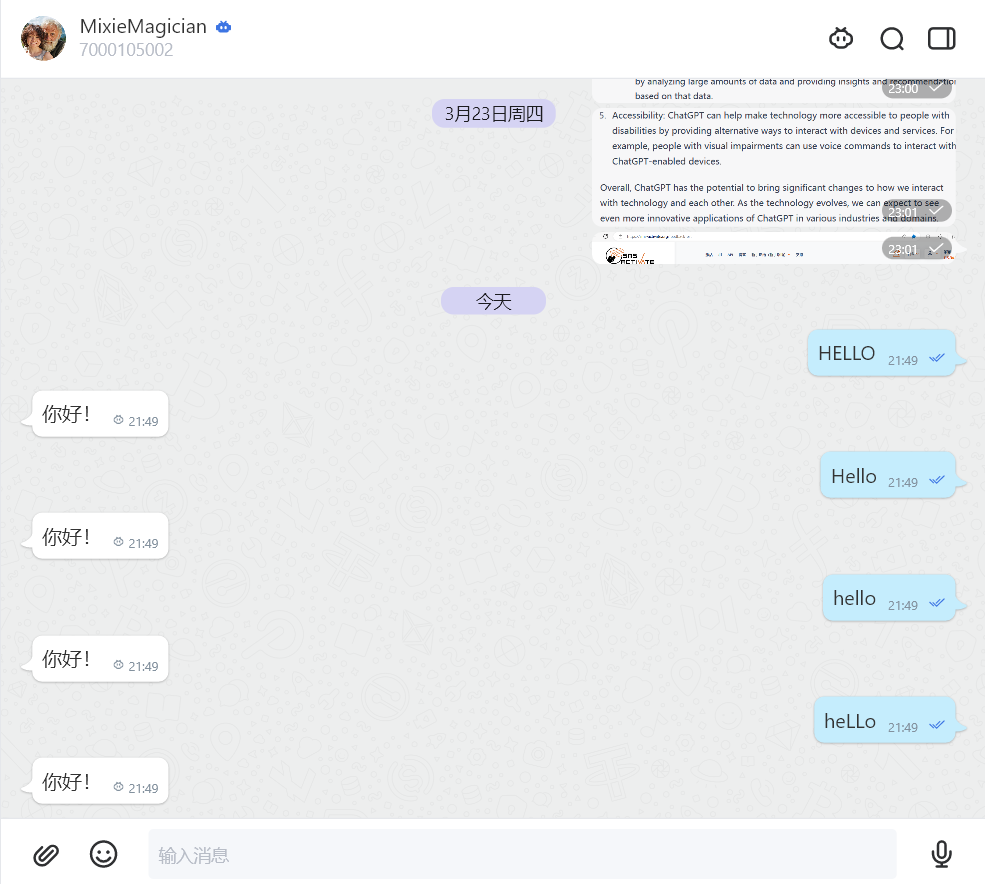 MixieMagician
7000105002
by analyzing large amounts of data and providing insights and recommendation
based on that data.
23:00
3月23日周四
5. Accessibility: ChatGPT can help make technology more accessible to people with
disabilities by providing alternative ways to interact with devices and services. For
example, people with visual impairments can use voice commands to interact with
ChatGPT-enabled devices.
Overall, ChatGPT has the potential to bring significant changes to how we interact
with technology and each other. As the technology evolves, we can expect to see
even more innovative applications of ChatGPT in various industries and domains.
23:01
SMS
ACTIVATE
23:01
今天
HELLO 21:49
你好! 21:49
Hello 21:49
你好! 21:49
hello 21:49
你好! 21:49
heLLo 21:49
你好! 21:49
输入消息